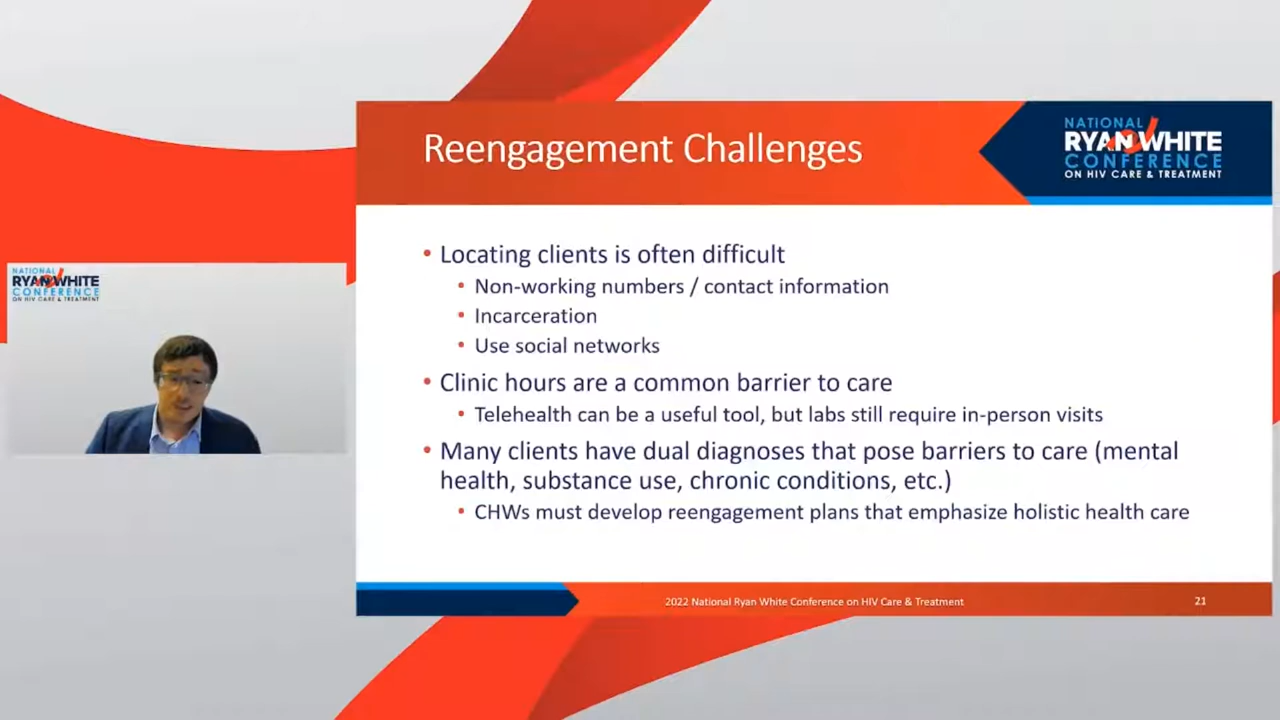 Reengagement Challenges
NATIONAL
RYAN WHITE
CONFERENCE
ON HIV CARE & TREATMENT
• Locating clients is often difficult
• Non-working numbers / contact information
• Incarceration
• Use social networks
• Clinic hours are a common barrier to care
• Telehealth can be a useful tool, but labs still require in-person visits
• Many clients have dual diagnoses that pose barriers to care (mental
health, substance use, chronic conditions, etc.)
• CHWs must develop reengagement plans that emphasize holistic health care
2022 National Ryan White Conference on HIV Care & Treatment
21
NATIONAL
RYAN WHITE
CONFERENCE
ON HIV CARE & TREATMENT